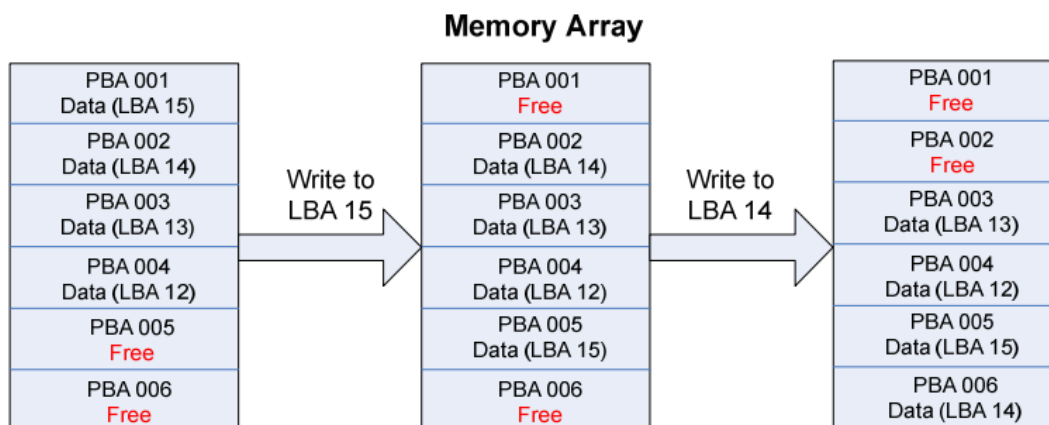 Memory Array
PBA 001
Data (LBA 15)
PBA 002
Data (LBA 14)
PBA 003
Data (LBA 13)
PBA 004
Data (LBA 12)
PBA 005
Free
PBA 006
Free
Write to
LBA 15
PBA 001
Free
PBA 002
Data (LBA 14)
PBA 003
Data (LBA 13)
PBA 004
Data (LBA 12)
PBA 005
Data (LBA 15)
PBA 006
Free
Write to
LBA 14
PBA 001
Free
PBA 002
Free
PBA 003
Data (LBA 13)
PBA 004
Data (LBA 12)
PBA 005
Data (LBA 15)
PBA 006
Data (LBA 14)